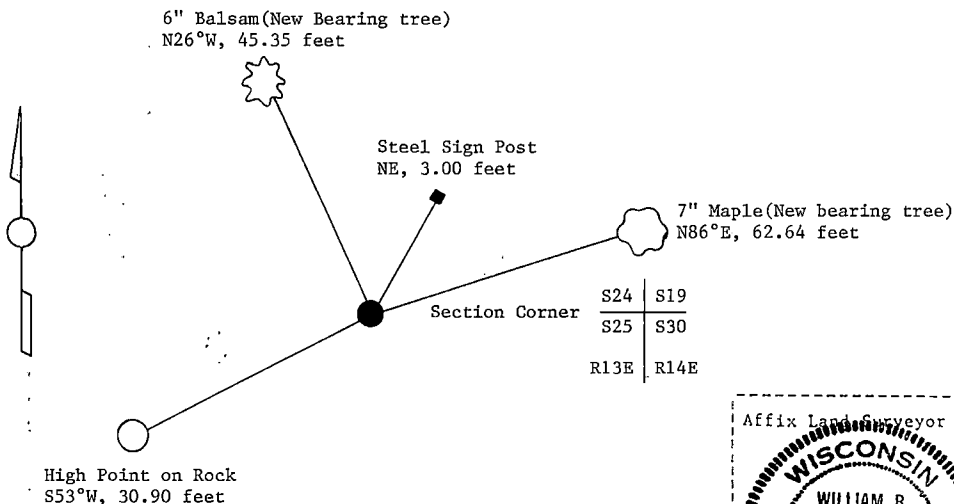 6" Balsam(New Bearing tree)
N26°W, 45.35 feet
Steel Sign Post
NE, 3.00 feet
7" Maple(New bearing tree)
N86°E, 62.64 feet
Section Corner
S24 S19
S25 S30
R13E R14E
High Point on Rock
S53°W, 30.90 feet
Affix Land Surveyor
WISCONSIN
WILLIAM R